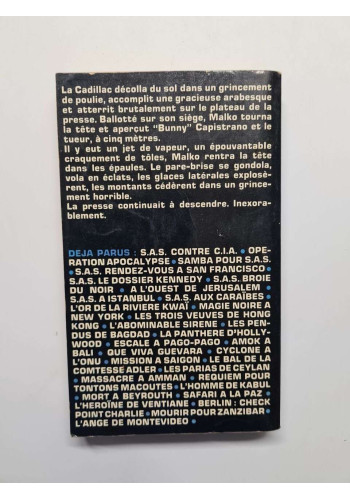 La Cadillac décolla du sol dans un grincement
de poulie, accomplit une gracieuse arabesque
et atterrit brutalement sur le plateau de la
presse. Ballotté sur son siège, Malko tourna
la tête et aperçut "Bunny" Capistrano et le
tueur, à cinq mètres.
Il y eut un jet de vapeur, un épouvantable
craquement de tôles, Malko rentra la tête
dans les épaules. Le pare-brise se gondola,
vola en éclats, les glaces latérales explosè-
rent, les montants cédèrent dans un grince-
ment horrible.
La presse continuait à descendre. Inexora-
blement.
DEJA PARUS : S.A.S. CONTRE C.I.A. • OPE-
RATION APOCALYPSE • SAMBA POUR S.A.S.
• S.A.S. RENDEZ-VOUS A SAN FRANCISCO •
S.A.S. LE DOSSIER KENNEDY • S.A.S. BROIE
DU NOIR • A L'OUEST DE JERUSALEM •
S.A.S. A ISTANBUL • S.A.S. AUX CARAÏBES •
L'OR DE LA RIVIERE KWAÏ • MAGIE NOIRE A
NEW YORK • LES TROIS VEUVES DE HONG
KONG • L'ABOMINABLE SIRENE • LES PEN-
DUS DE BAGDAD • LA PANTHERE D'HOLLY-
WOOD • ESCALE A PAGO-PAGO • AMOK A
BALI • QUE VIVA GUEVARA • CYCLONE A
L'ONU • MISSION A SAIGON • LE BAL DE LA
COMTESSE ADLER • LES PARIAS DE CEYLAN
• MASSACRE A AMMAN • REQUIEM POUR
TONTONS MACOUTES • L'HOMME DE KABUL
• MORT A BEYROUTH • SAFARI A LA PAZ •
L'HEROÏNE DE VENTIANE • BERLIN : CHECK
POINT CHARLIE • MOURIR POUR ZANZIBAR •
L'ANGE DE MONTEVIDEO •